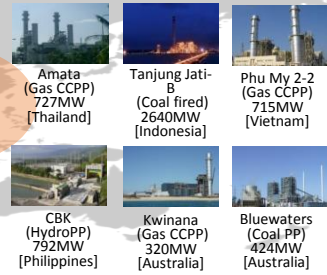 Amata
(Gas CCPP)
727MW
[Thailand]
Tanjung Jati-
B
(Coal fired)
2640MW
[Indonesia]
Phu My 2-2
(Gas CCPP)
715MW
[Vietnam]
CBK
(HydroPP)
792MW
[Philippines]
Kwinana
(Gas CCPP)
320MW
[Australia]
Bluewaters
(Coal PP)
424MW
[Australia]